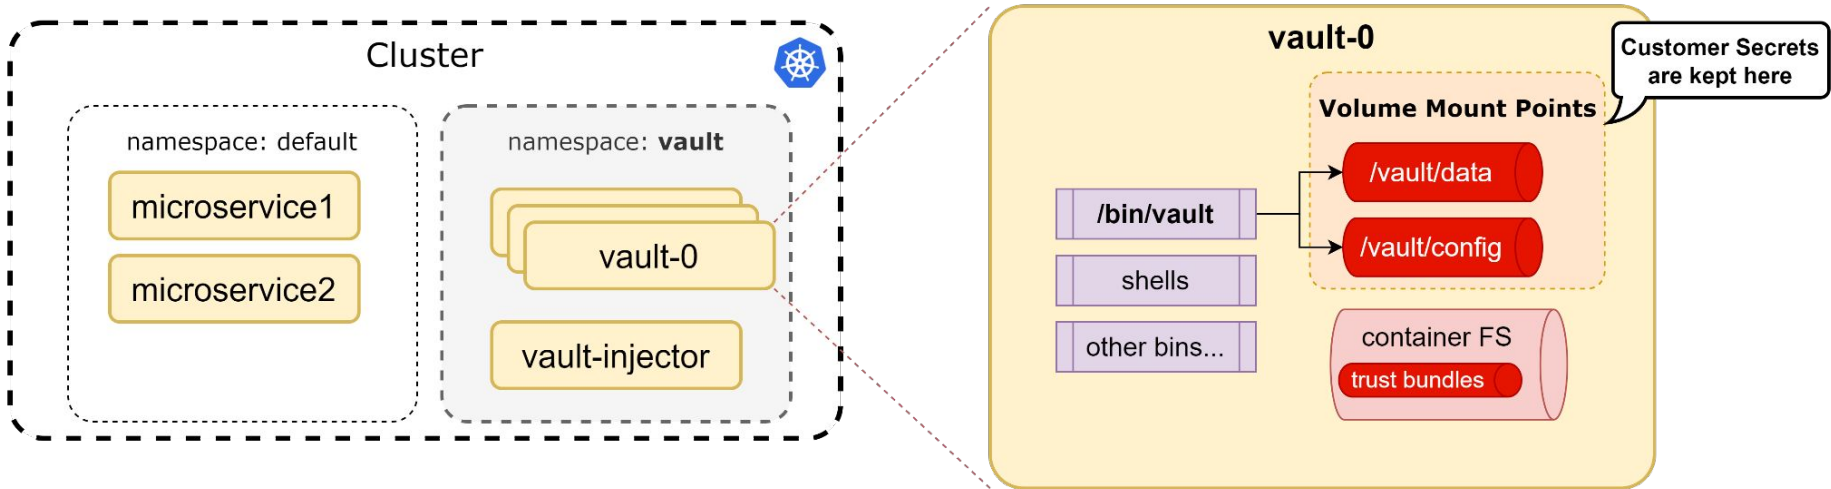 Cluster
namespace: default
microservice1
microservice2
namespace: vault
vault-0
vault-injector
vault-0
Customer Secrets
are kept here
Volume Mount Points
/vault/data
/vault/config
/bin/vault
shells
other bins...
container FS
trust bundles